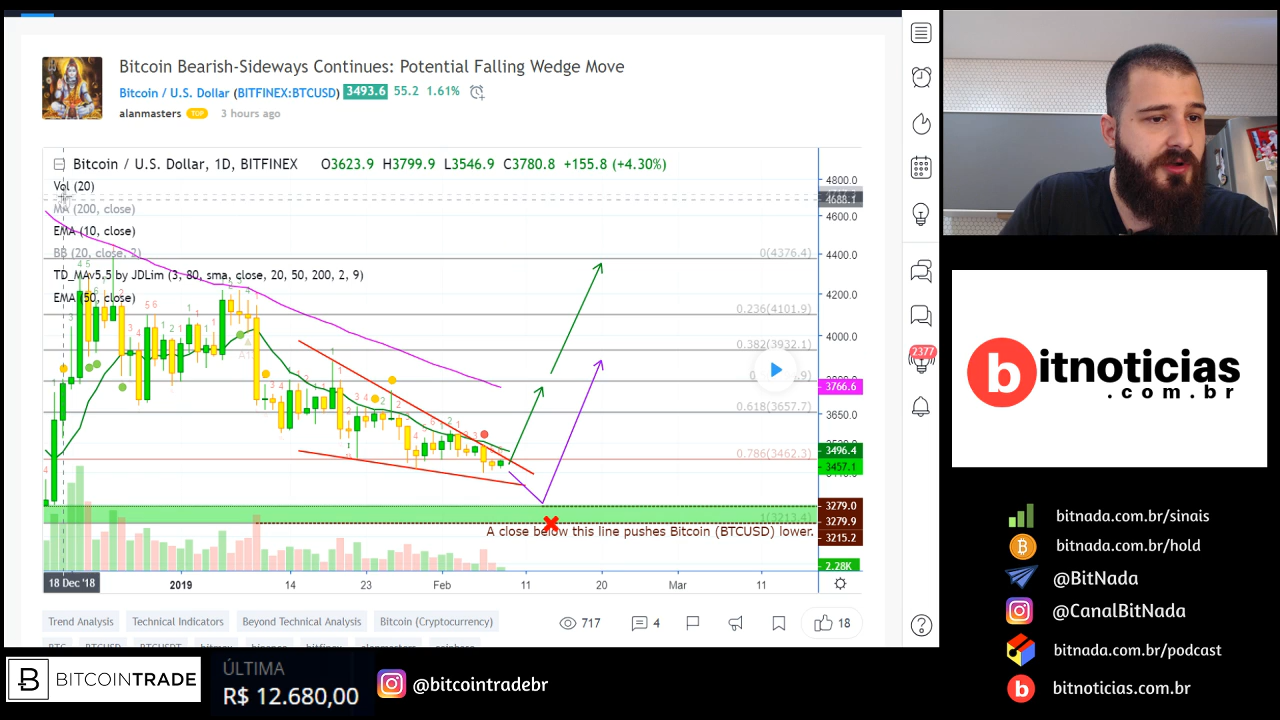 Bitcoin Bearish-Sideways Continues: Potential Falling Wedge Move
Bitcoin / U.S. Dollar (BITFINEX:BTCUSD) 3493.6 55.2 1.61%
alanmasters TOP 3 hours ago
Bitcoin / U.S. Dollar, 1D, BITFINEX O3623.9 H3799.9 L3546.9 C3780.8 +155.8 (+4.30%)
Vol (20)
MA (200, close)
EMA (10, close)
BB (20, close, 2)
TD_MAv5,5 by JDLim (3, 80, sma, close, 20, 50, 200, 2, 9)
EMA (50, close)
4800.0
4688.1
4600.0
4400.0
4200.0
4000.0
3766.6
3650.0
3496.4
3457.1
3279.0
3279.9
3215.2
2.28K
0(4376.4)
0.236(4101.9)
0.382(3932.1)
0.618(3657.7)
0.786(3462.3)
1(3213.4)
A close below this line pushes Bitcoin (BTCUSD) lower.
18 Dec '18 2019 14 23 Feb 11 20 Mar 11
Trend Analysis Technical Indicators Beyond Technical Analysis Bitcoin (Cryptocurrency)
717 4 18
2377
bitnoticias
.com.br
bitnada.com.br/sinais
bitnada.com.br/hold
@BitNada
@CanalBitNada
bitnada.com.br/podcast
bitnoticias.com.br
BITCOINTRADE
ÚLTIMA
R$ 12.680,00
@bitcointradebr